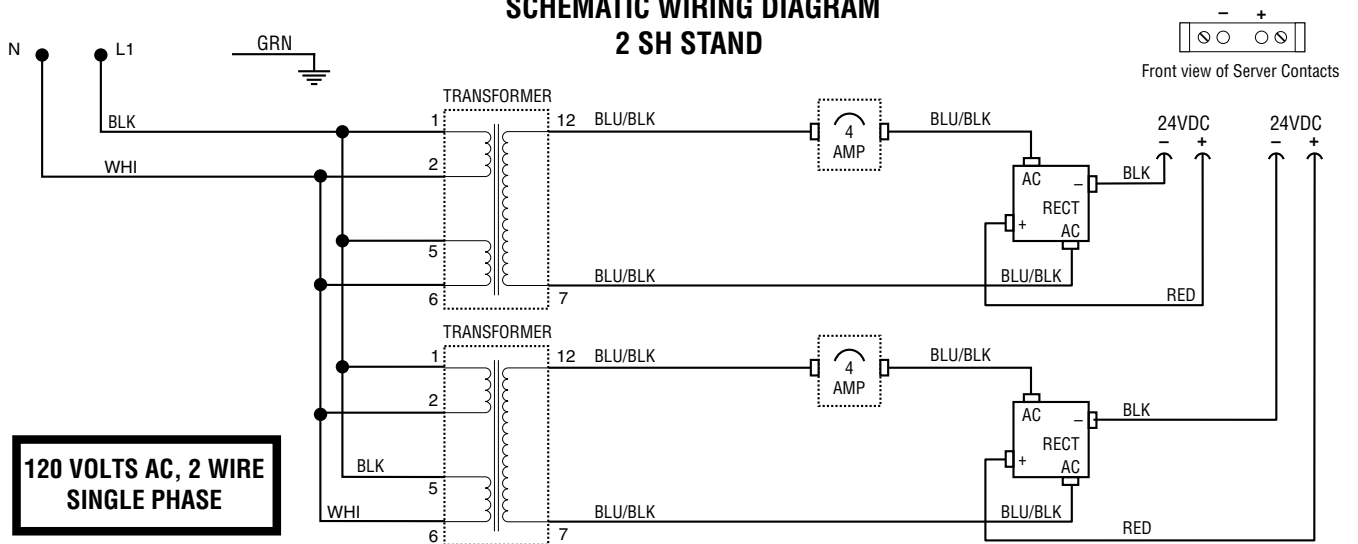 SCHEMATIC WIRING DIAGRAM
2 SH STAND
– +
Front view of Server Contacts
N
L1
GRN
BLK
WHI
TRANSFORMER
1
2
5
6
12
7
BLU/BLK
4
AMP
BLU/BLK
AC
–
RECT
+
AC
BLK
24VDC
– +
24VDC
– +
BLU/BLK
BLU/BLK
RED
TRANSFORMER
1
2
5
6
12
7
BLK
WHI
BLU/BLK
4
AMP
BLU/BLK
AC
–
RECT
+
AC
BLK
BLU/BLK
BLU/BLK
RED
120 VOLTS AC, 2 WIRE
SINGLE PHASE